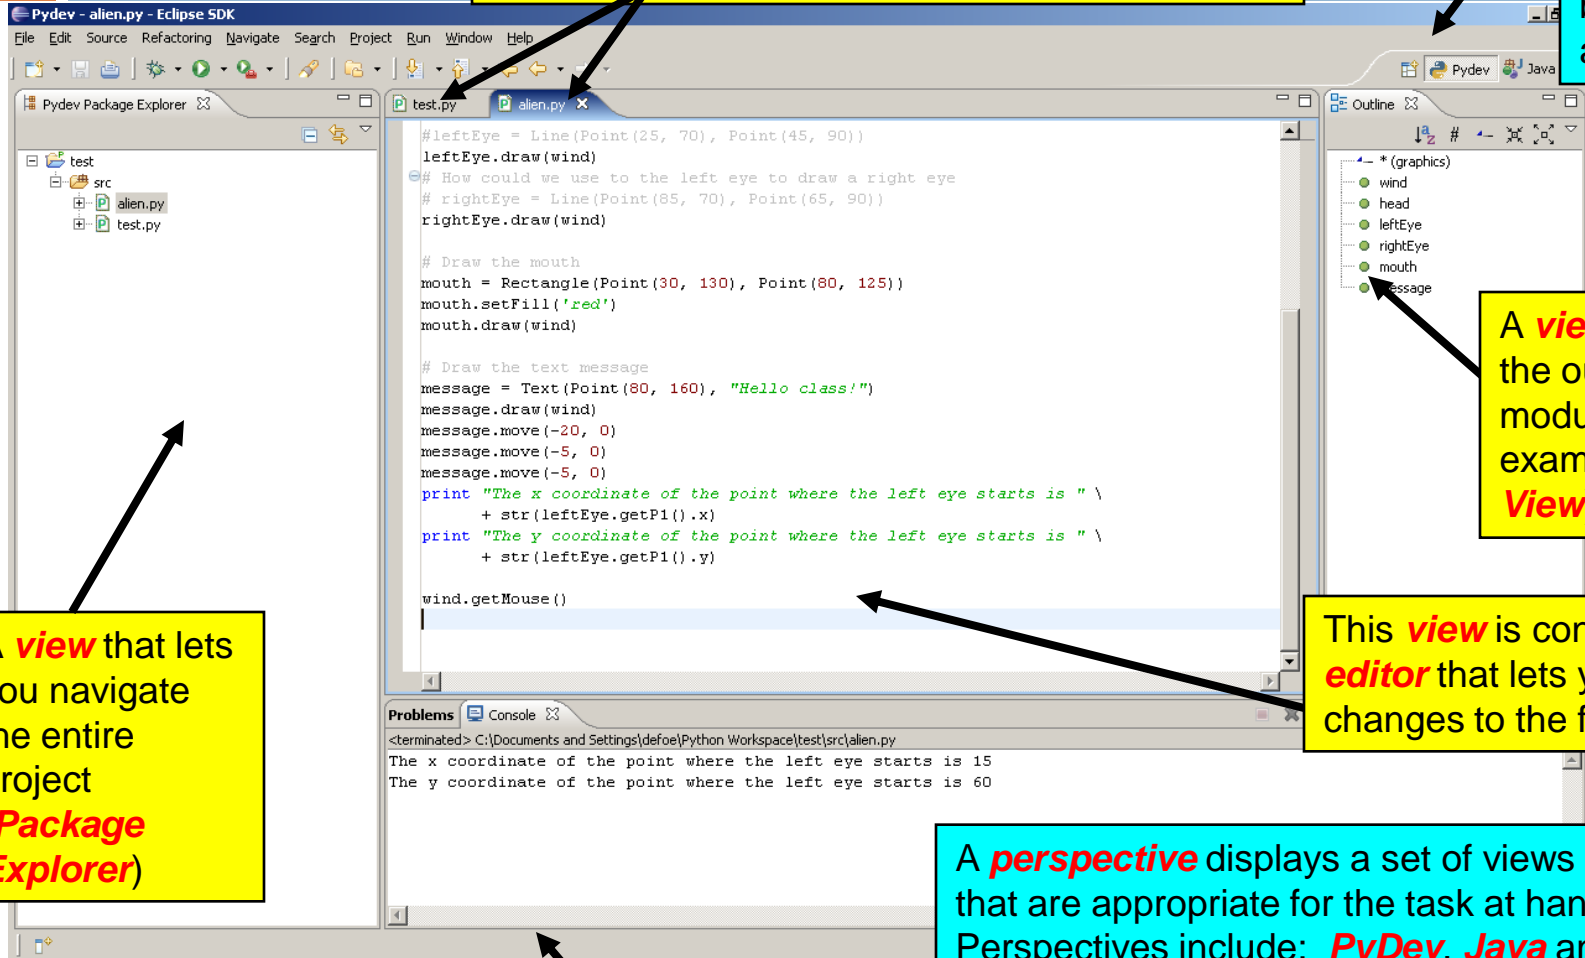 Pydev - alien.py - Eclipse SDK
File Edit Source Refactoring Navigate Search Project Run Window Help
Pydev Java
Pydev Package Explorer
test
src
alien.py
test.py
test.py alien.py
#leftEye = Line(Point(25, 70), Point(45, 90))
leftEye.draw(wind)
# How could we use to the left eye to draw a right eye
# rightEye = Line(Point(85, 70), Point(65, 90))
rightEye.draw(wind)
# Draw the mouth
mouth = Rectangle(Point(30, 130), Point(80, 125))
mouth.setFill('red')
mouth.draw(wind)
# Draw the text message
message = Text(Point(80, 160), "Hello class!")
message.draw(wind)
message.move(-20, 0)
message.move(-5, 0)
message.move(-5, 0)
print "The x coordinate of the point where the left eye starts is " \
+ str(leftEye.getP1().x)
print "The y coordinate of the point where the left eye starts is " \
+ str(leftEye.getP1().y)
wind.getMouse()
Outline
* (graphics)
wind
head
leftEye
rightEye
mouth
essage
A vie
the ou
modu
exam
View
This view is con
editor that lets y
changes to the f
A view that lets
ou navigate
he entire
roject
Package
Explorer)
Problems Console
<terminated> C:\Documents and Settings\defoe\Python Workspace\test\src\alien.py
The x coordinate of the point where the left eye starts is 15
The y coordinate of the point where the left eye starts is 60
A perspective displays a set of views
that are appropriate for the task at han
Perspectives include: PyDev, Java an